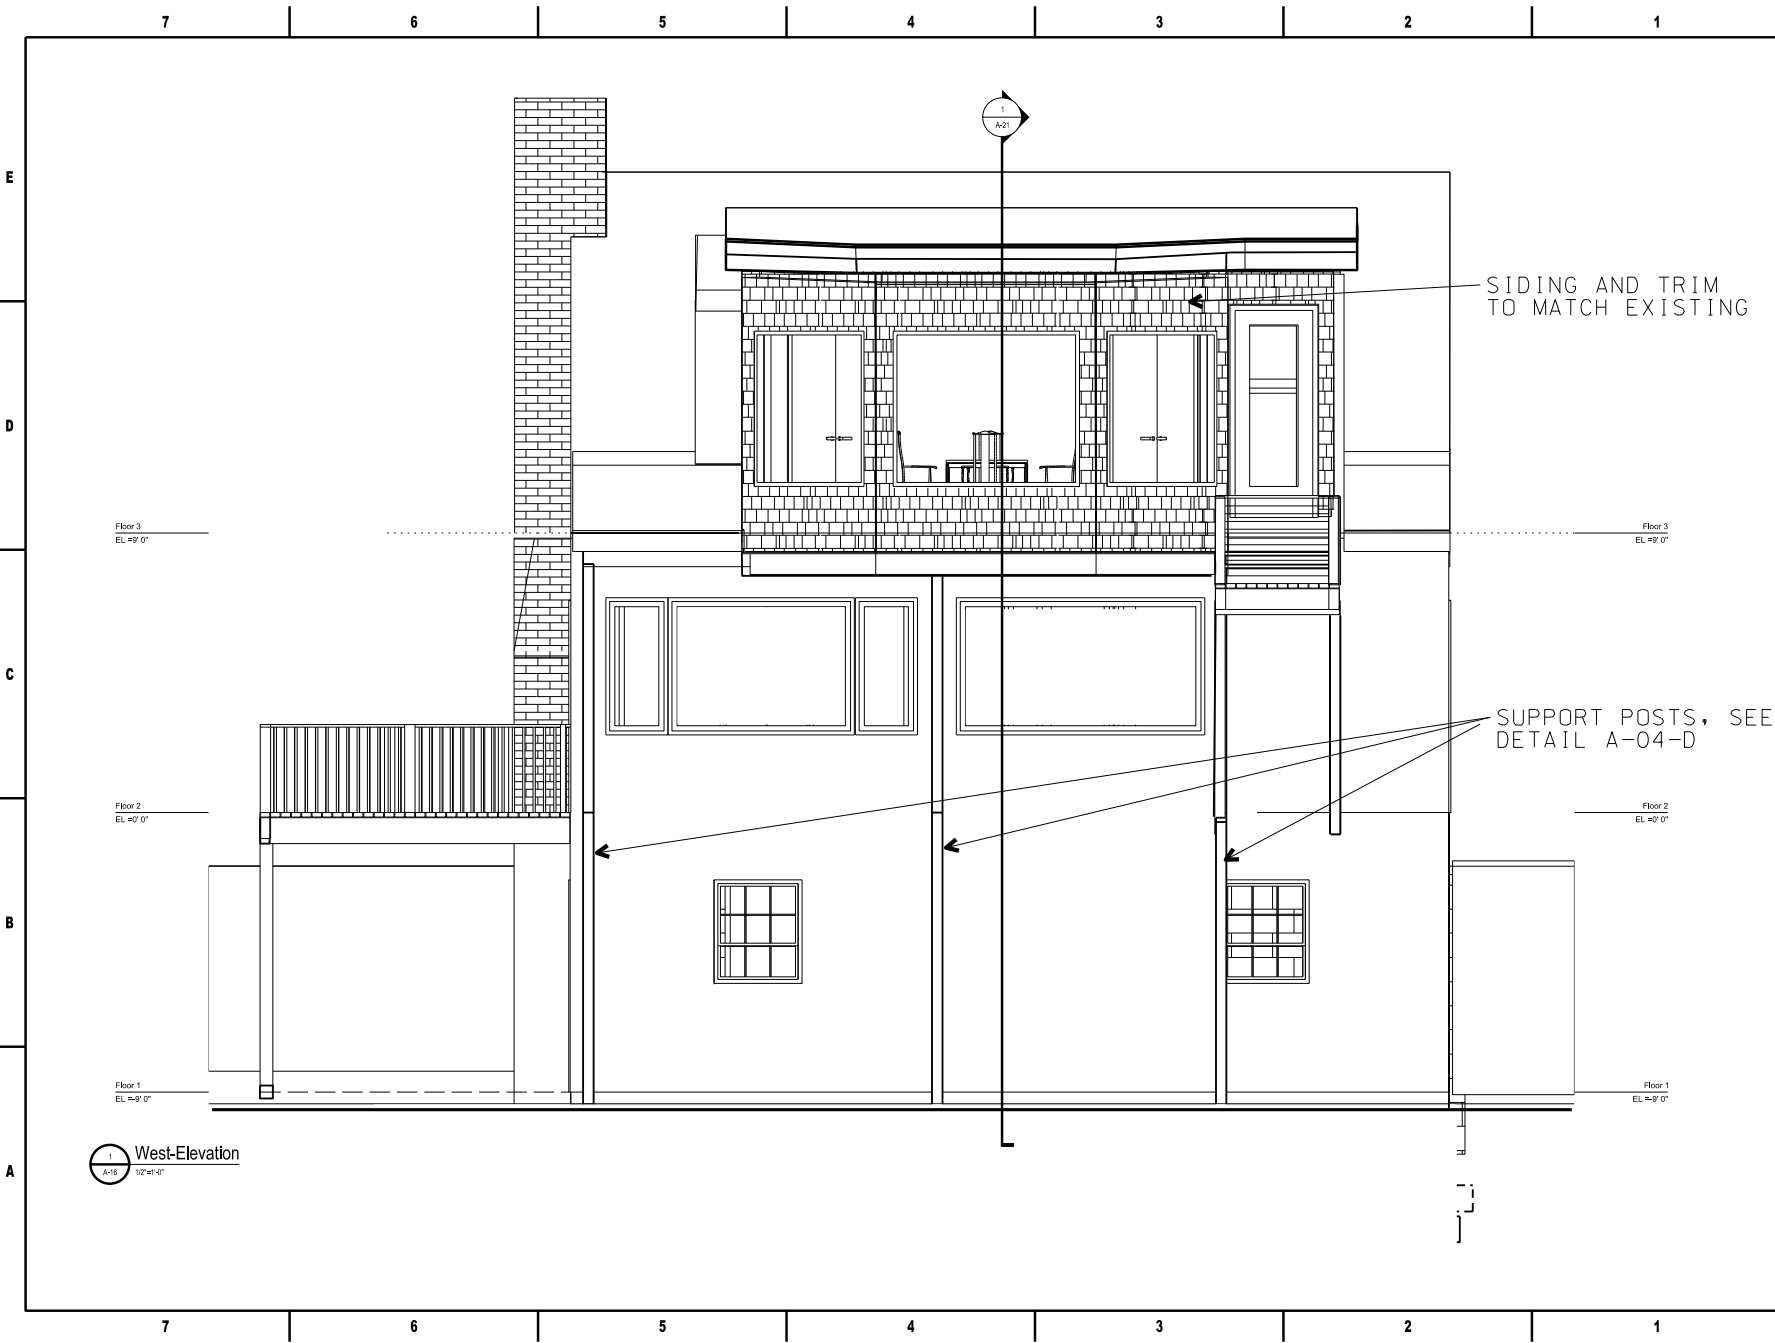 7 6 5 4 3 2 1
1
A-21
E
SIDING AND TRIM
TO MATCH EXISTING
D
Floor 3
EL =9' 0"
Floor 3
EL =9' 0"
C
SUPPORT POSTS, SEE
DETAIL A-04-D
Floor 2
EL =0' 0"
Floor 2
EL =0' 0"
B
Floor 1
EL =-9' 0"
Floor 1
EL =-9' 0"
1
A-16
West-Elevation
1/2"=1'-0"
A
7 6 5 4 3 2 1